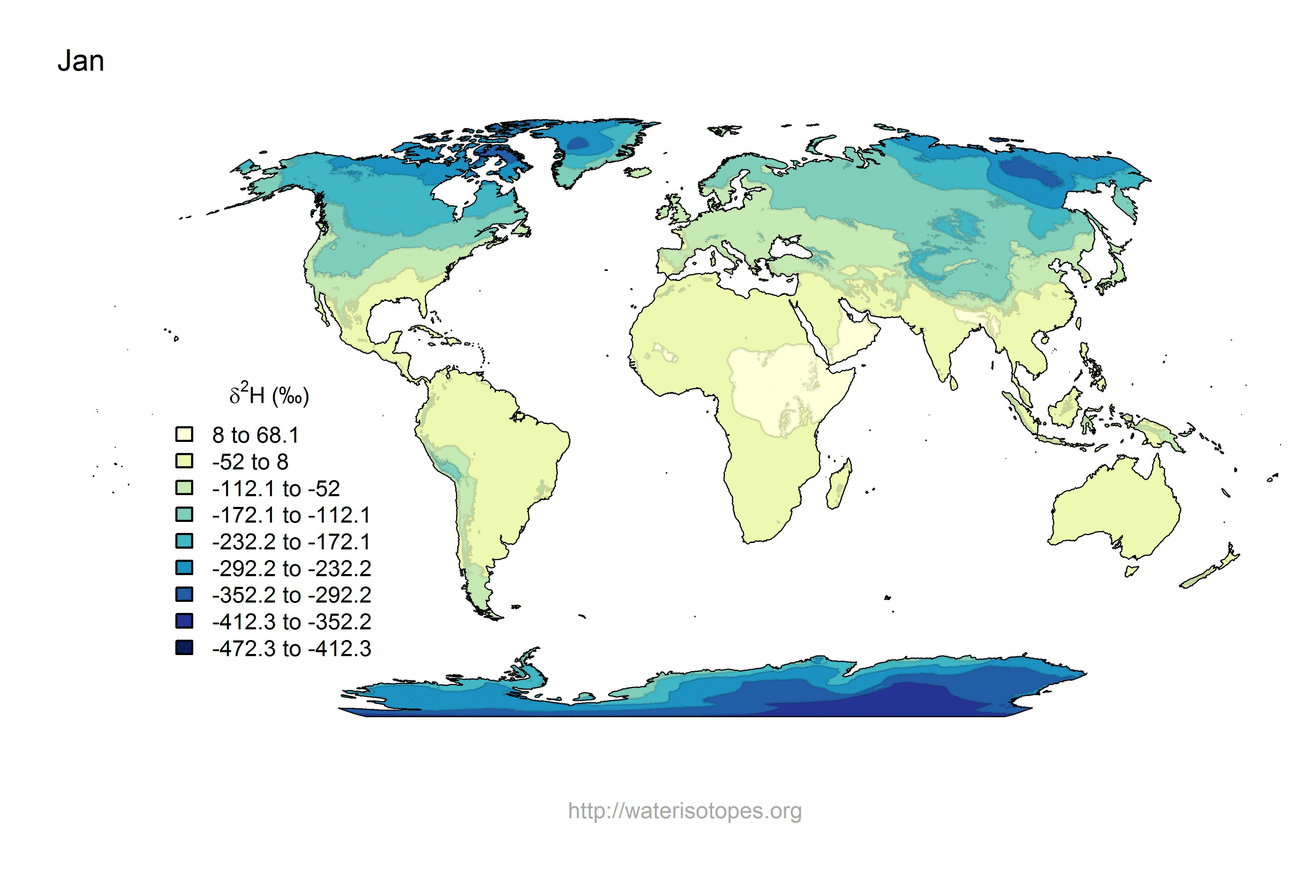 Jan
δ²H (‰)
8 to 68.1
-52 to 8
-112.1 to -52
-172.1 to -112.1
-232.2 to -172.1
-292.2 to -232.2
-352.2 to -292.2
-412.3 to -352.2
-472.3 to -412.3
http://waterisotopes.org